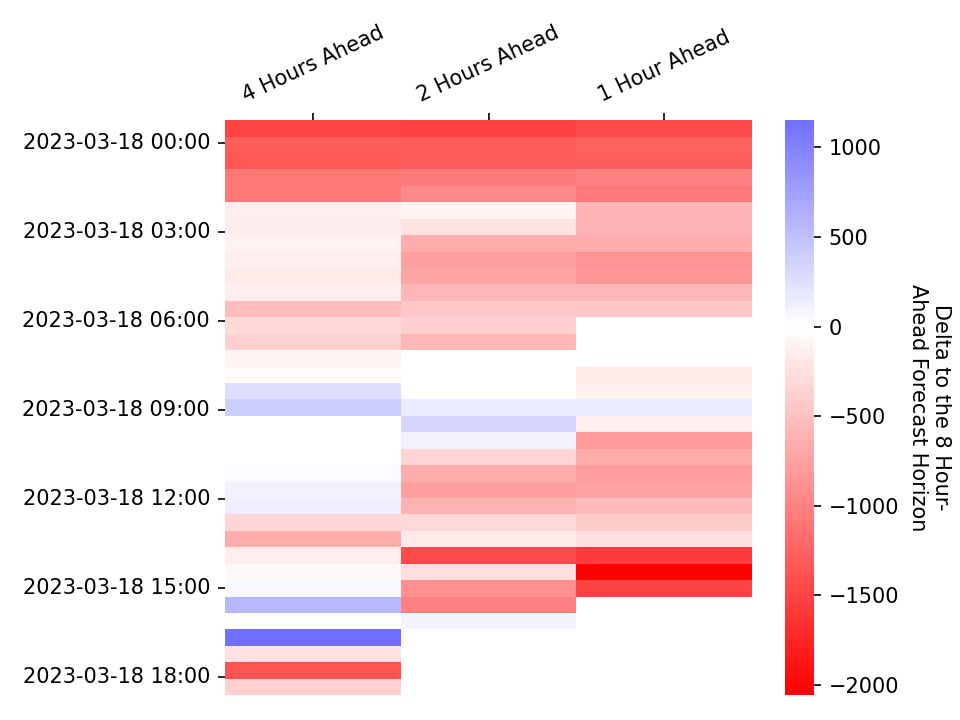 4 Hours Ahead
2 Hours Ahead
1 Hour Ahead
2023-03-18 00:00
2023-03-18 03:00
2023-03-18 06:00
2023-03-18 09:00
2023-03-18 12:00
2023-03-18 15:00
2023-03-18 18:00
1000
500
0
−500
−1000
−1500
−2000
Delta to the 8 Hour-
Ahead Forecast Horizon